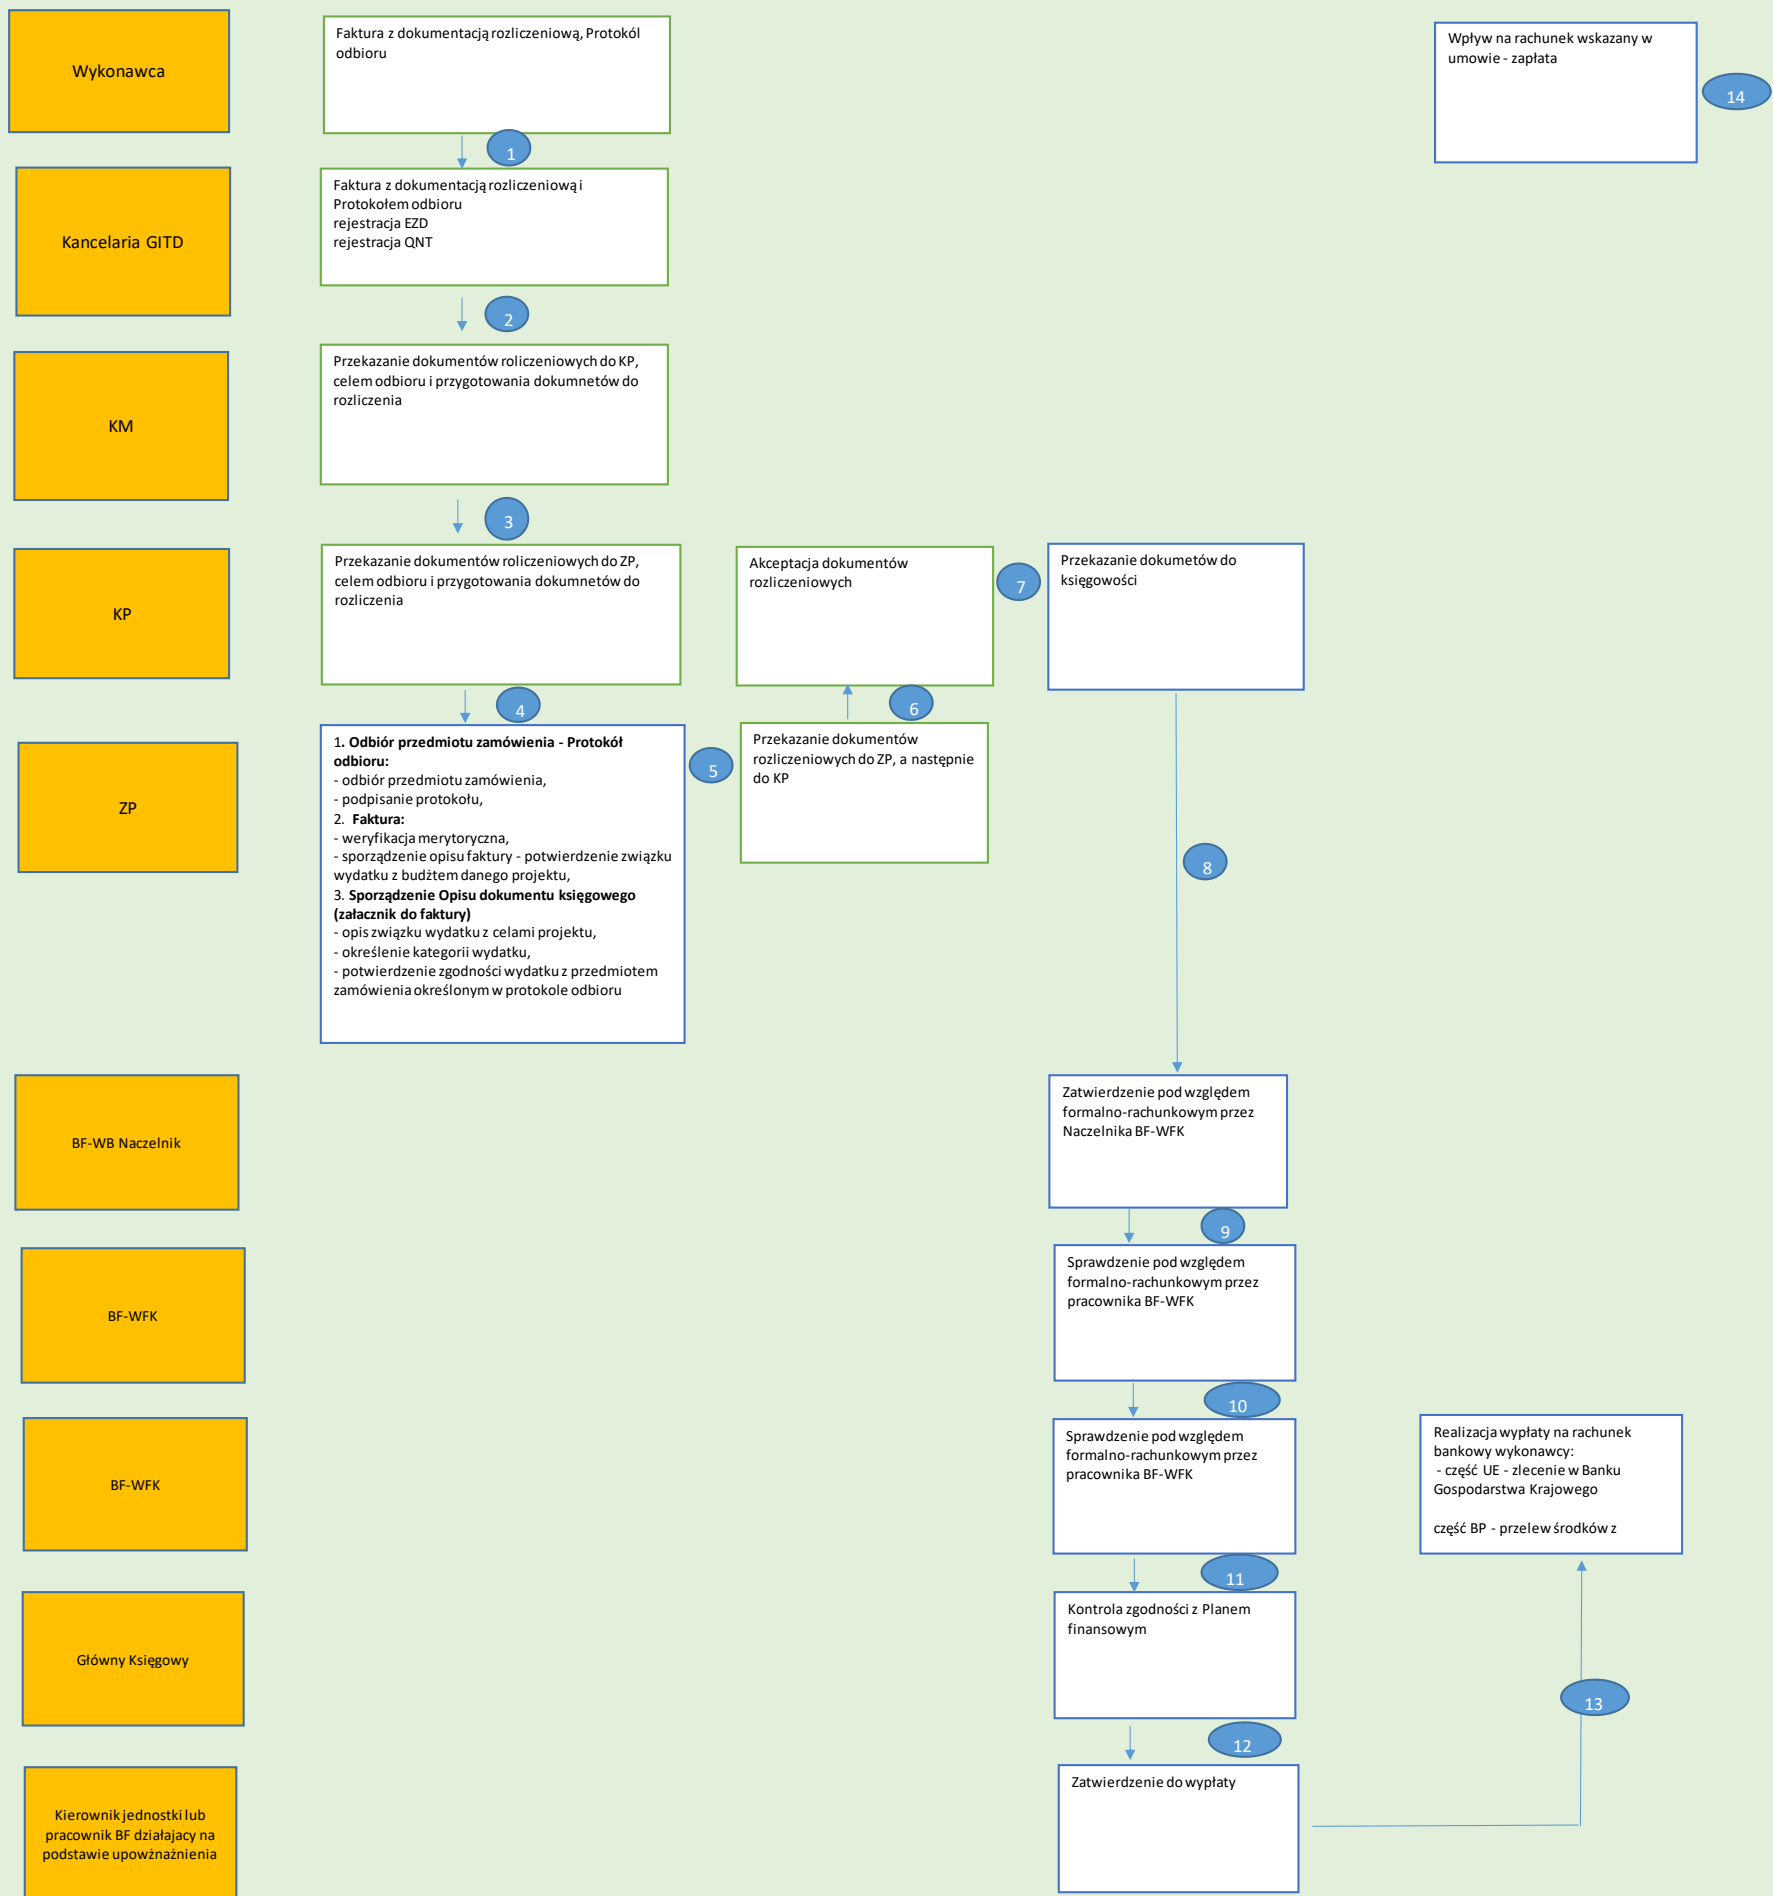 Wykonawca
Faktura z dokumentacją rozliczeniową, Protokól
odbioru
Wpływ na rachunek wskazany w
umowie - zapłata
14
1
Kancelaria GITD
Faktura z dokumentacją rozliczeniową i
Protokołem odbioru
rejestracja EZD
rejestracja QNT
2
KM
Przekazanie dokumentów roliczeniowych do KP,
celem odbioru i przygotowania dokumnetów do
rozliczenia
3
KP
Przekazanie dokumentów roliczeniowych do ZP,
celem odbioru i przygotowania dokumnetów do
rozliczenia
Akceptacja dokumentów
rozliczeniowych
7
Przekazanie dokumetów do
księgowości
4
6
ZP
1. Odbiór przedmiotu zamówienia - Protokół
odbioru:
- odbiór przedmiotu zamówienia,
- podpisanie protokołu,
2. Faktura:
- weryfikacja merytoryczna,
- sporządzenie opisu faktury - potwierdzenie związku
wydatku z budżtem danego projektu,
3. Sporządzenie Opisu dokumentu księgowego
(załacznik do faktury)
- opis związku wydatku z celami projektu,
- określenie kategorii wydatku,
- potwierdzenie zgodności wydatku z przedmiotem
zamówienia określonym w protokole odbioru
5
Przekazanie dokumentów
rozliczeniowych do ZP, a następnie
do KP
8
BF-WB Naczelnik
Zatwierdzenie pod względem
formalno-rachunkowym przez
Naczelnika BF-WFK
9
BF-WFK
Sprawdzenie pod względem
formalno-rachunkowym przez
pracownika BF-WFK
10
BF-WFK
Sprawdzenie pod względem
formalno-rachunkowym przez
pracownika BF-WFK
Realizacja wypłaty na rachunek
bankowy wykonawcy:
- część UE - zlecenie w Banku
Gospodarstwa Krajowego
część BP - przelew środków z
11
Główny Księgowy
Kontrola zgodności z Planem
finansowym
13
12
Kierownik jednostki lub
pracownik BF działajacy na
podstawie upowżnażnienia
Zatwierdzenie do wypłaty